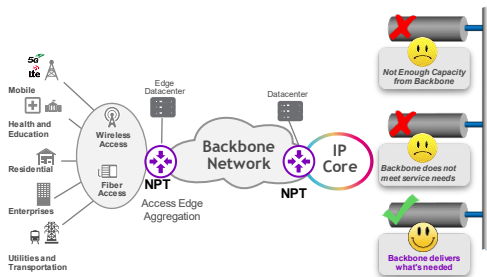 5G
lte
Mobile
Health and
Education
Residential
Enterprises
Utilities and
Transportation
Wireless
Access
Fiber
Access
Edge
Datacenter
NPT
Access Edge
Aggregation
Backbone
Network
Datacenter
NPT
IP
Core
Not Enough Capacity
from Backbone
Backbone does not
meet service needs
Backbone delivers
what's needed